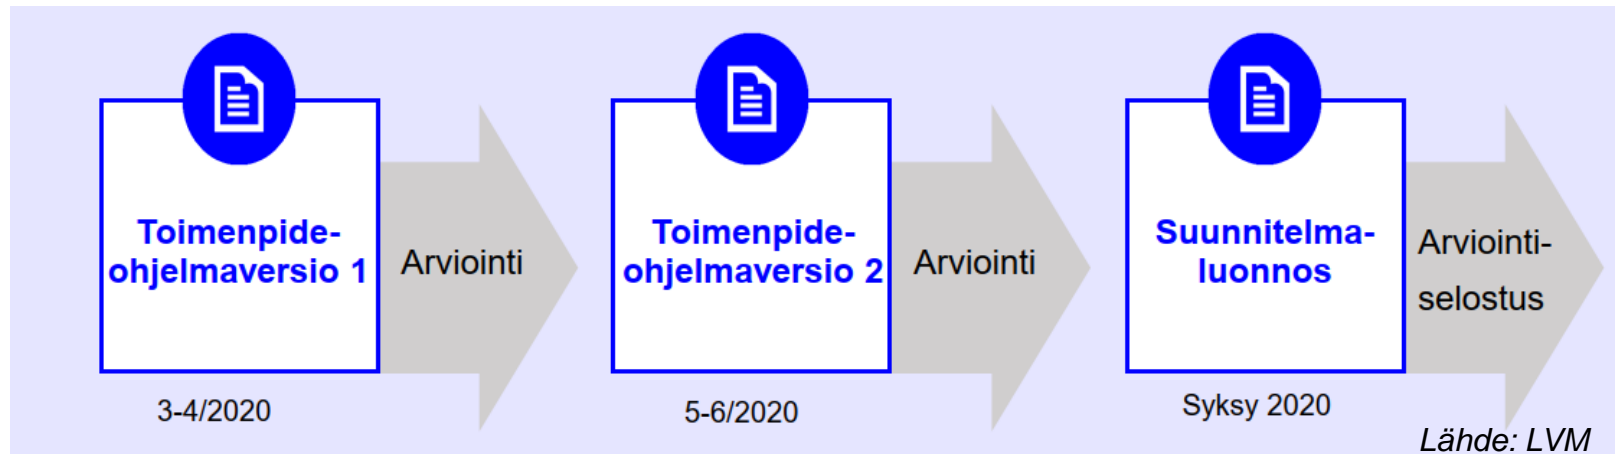 Toimenpide-
ohjelmaversio 1
3-4/2020
Arviointi
Toimenpide-
ohjelmaversio 2
5-6/2020
Arviointi
Suunnitelma-
luonnos
Syksy 2020
Arviointi-
selostus
Lähde: LVM